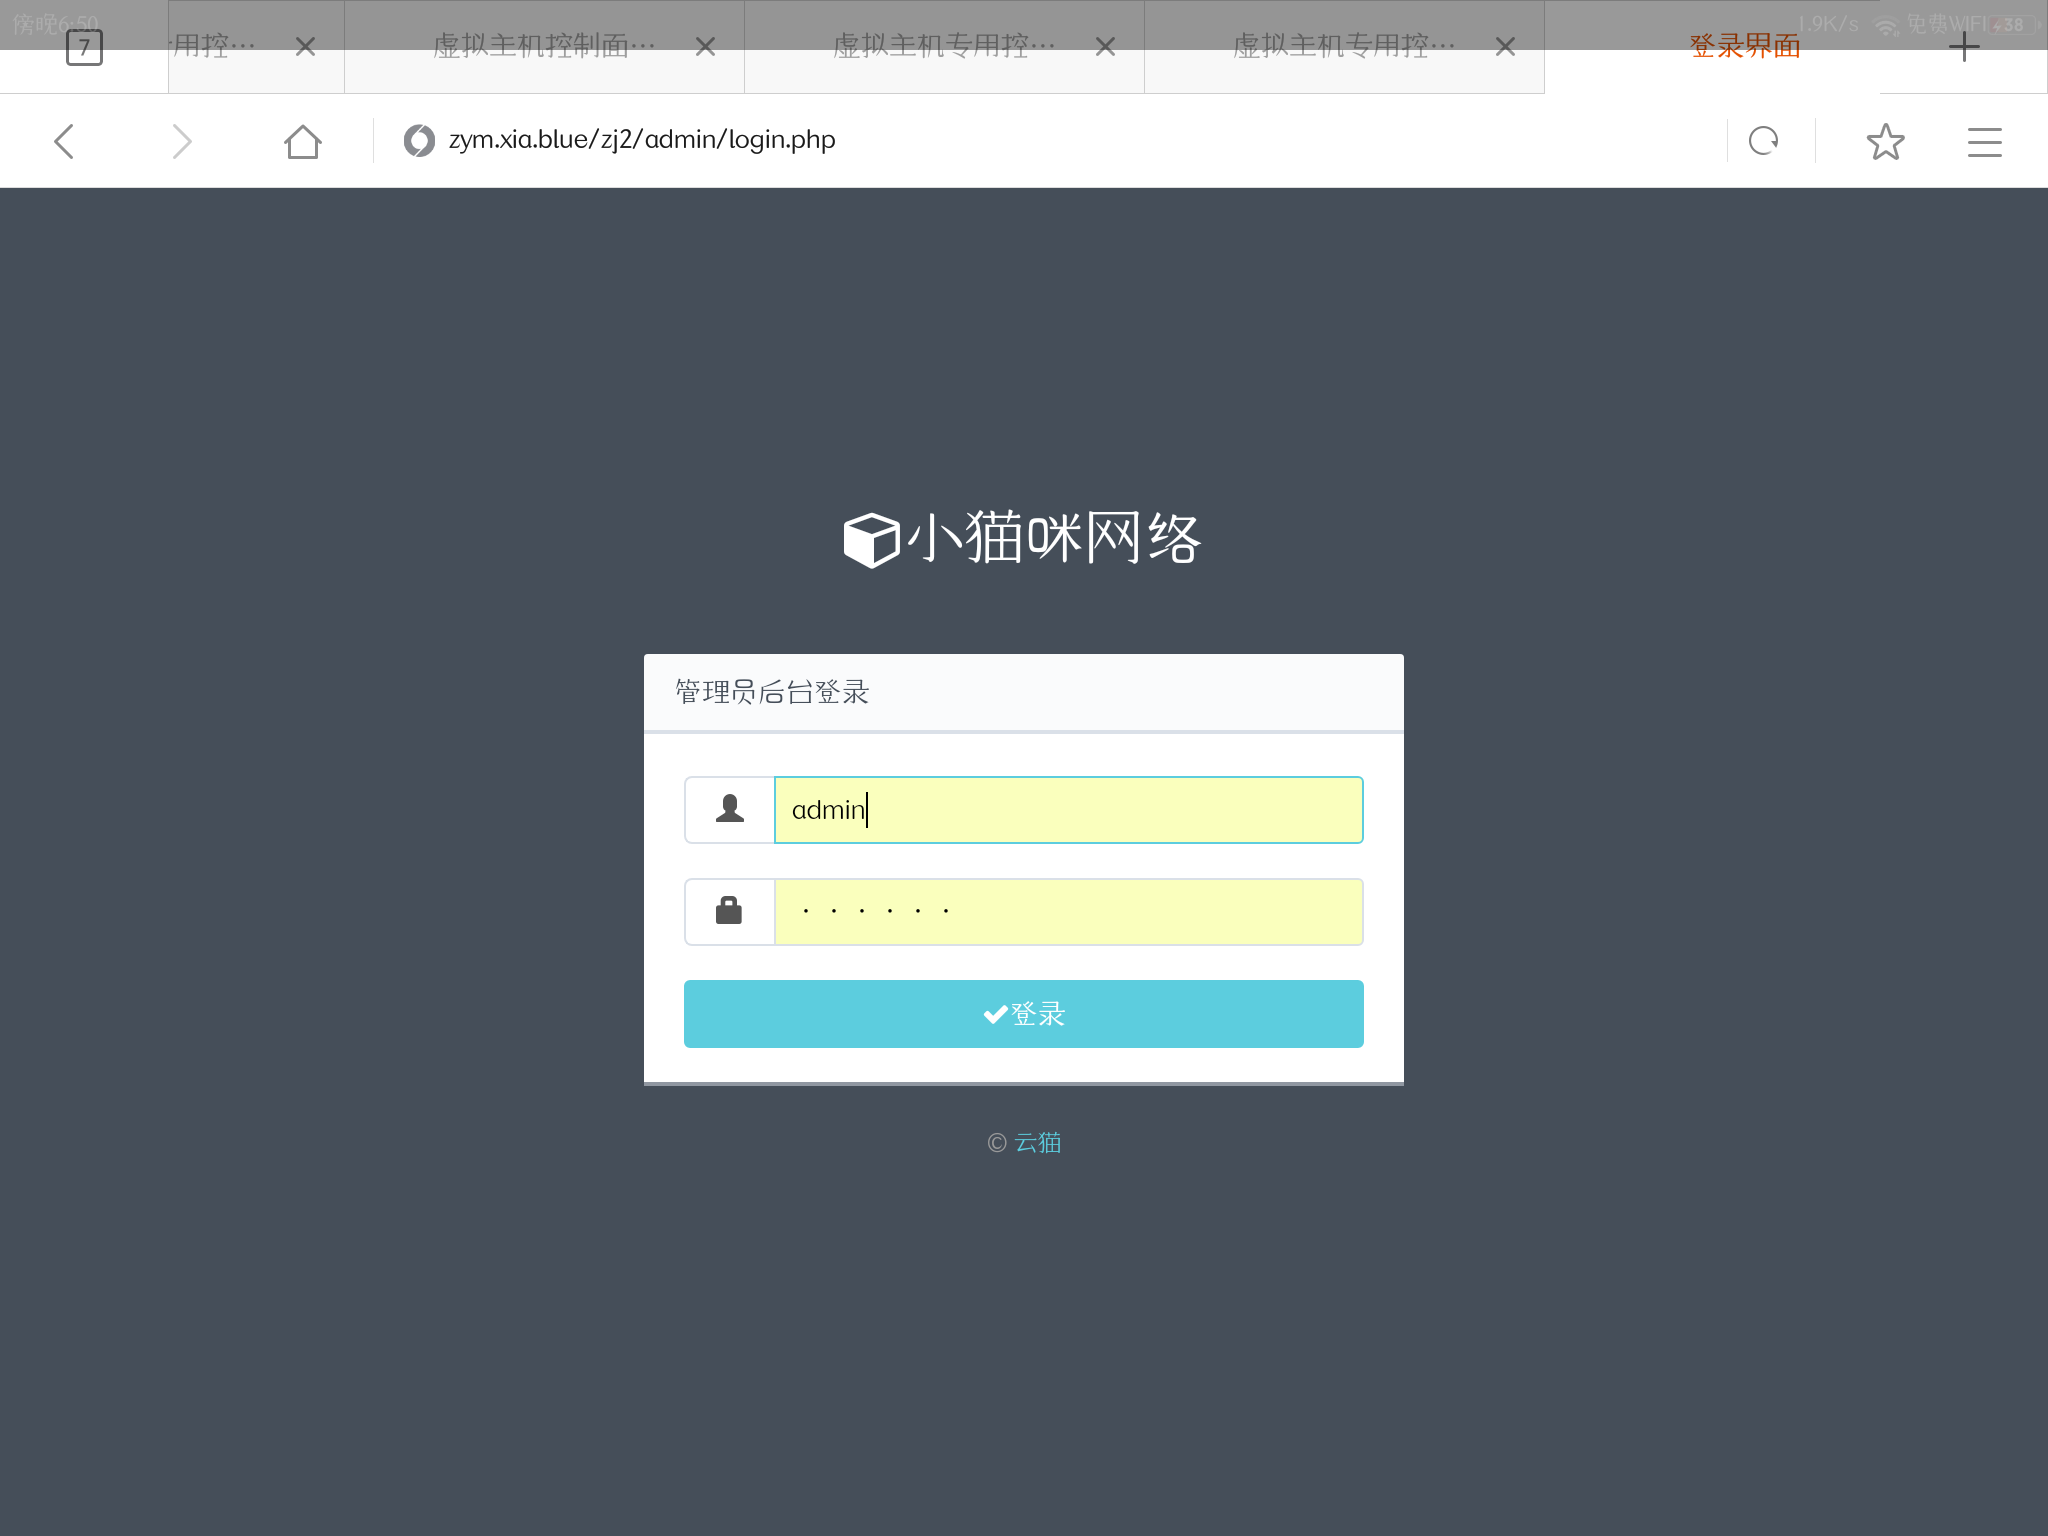 傍晚6:50
1.9K/s 免费WIFI 38
7
用控…
虚拟主机控制面…
虚拟主机专用控…
虚拟主机专用控…
登录界面
zym.xia.blue/zj2/admin/login.php
小猫咪网络
管理员后台登录
admin
登录
© 云猫